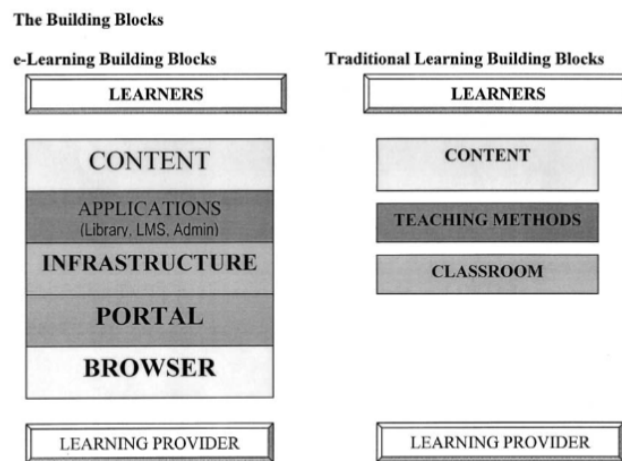 The Building Blocks
e-Learning Building Blocks
LEARNERS
CONTENT
APPLICATIONS
(Library, LMS, Admin)
INFRASTRUCTURE
PORTAL
BROWSER
LEARNING PROVIDER
Traditional Learning Building Blocks
LEARNERS
CONTENT
TEACHING METHODS
CLASSROOM
LEARNING PROVIDER